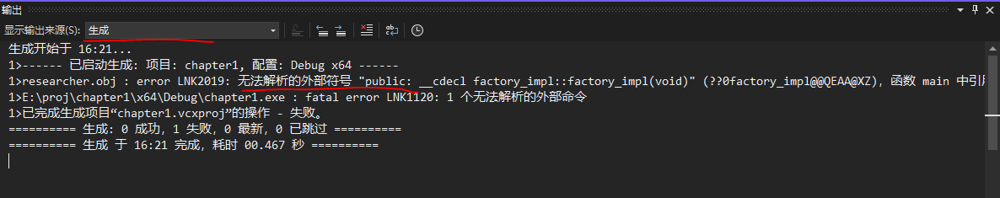 输出
显示输出来源(S): 生成
生成开始于 16:21...
1>------ 已启动生成: 项目: chapter1, 配置: Debug x64 ------
1>researcher.obj : error LNK2019: 无法解析的外部符号 "public: __cdecl factory_impl::factory_impl(void)" (??0factory_impl@@QEAA@XZ)，函数 main 中引用
1>E:\proj\chapter1\x64\Debug\chapter1.exe : fatal error LNK1120: 1 个无法解析的外部命令
1>已完成生成项目“chapter1.vcxproj”的操作 - 失败。
========== 生成: 0 成功，1 失败，0 最新，0 已跳过 ==========
========== 生成 于 16:21 完成，耗时 00.467 秒 ==========